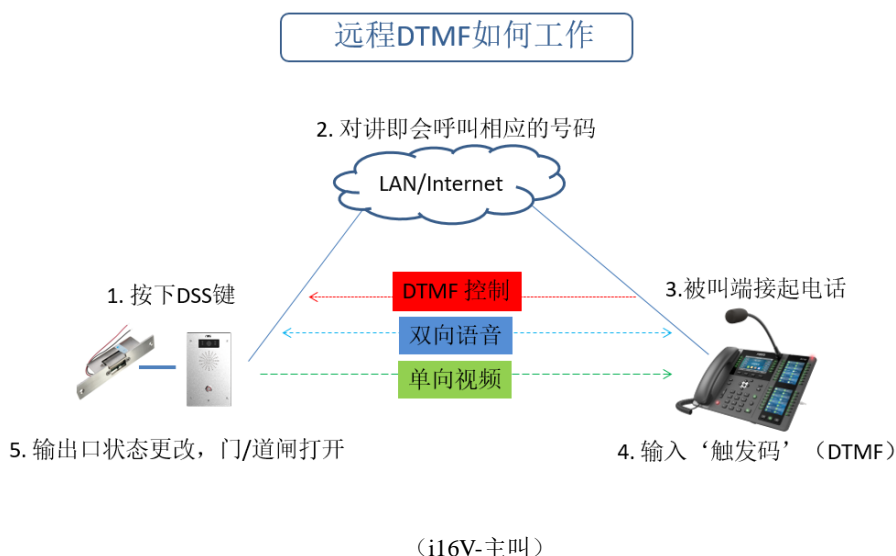 远程DTMF如何工作
2. 对讲即会呼叫相应的号码
LAN/Internet
1. 按下DSS键
DTMF 控制
3.被叫端接起电话
双向语音
单向视频
5. 输出口状态更改，门/道闸打开
4. 输入‘触发码’（DTMF）
（i16V-主叫）